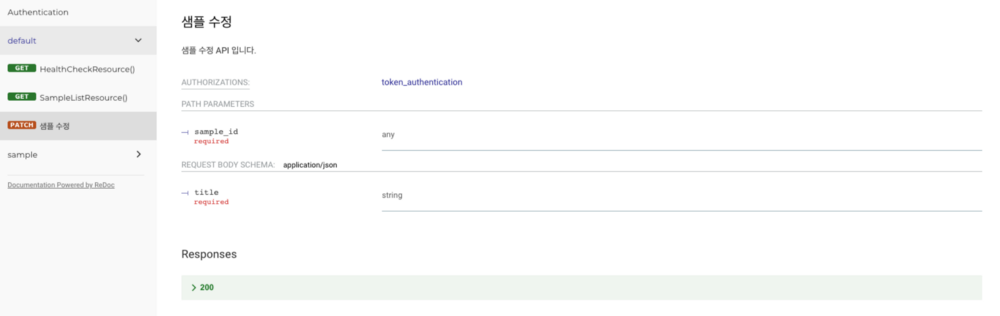 Authentication
default
GET HealthCheckResource()
GET SampleListResource()
PATCH 샘플 수정
sample
Documentation Powered by ReDoc
샘플 수정
샘플 수정 API 입니다.
AUTHORIZATIONS: token_authentication
PATH PARAMETERS
sample_id any
required
REQUEST BODY SCHEMA: application/json
title string
required
Responses
200